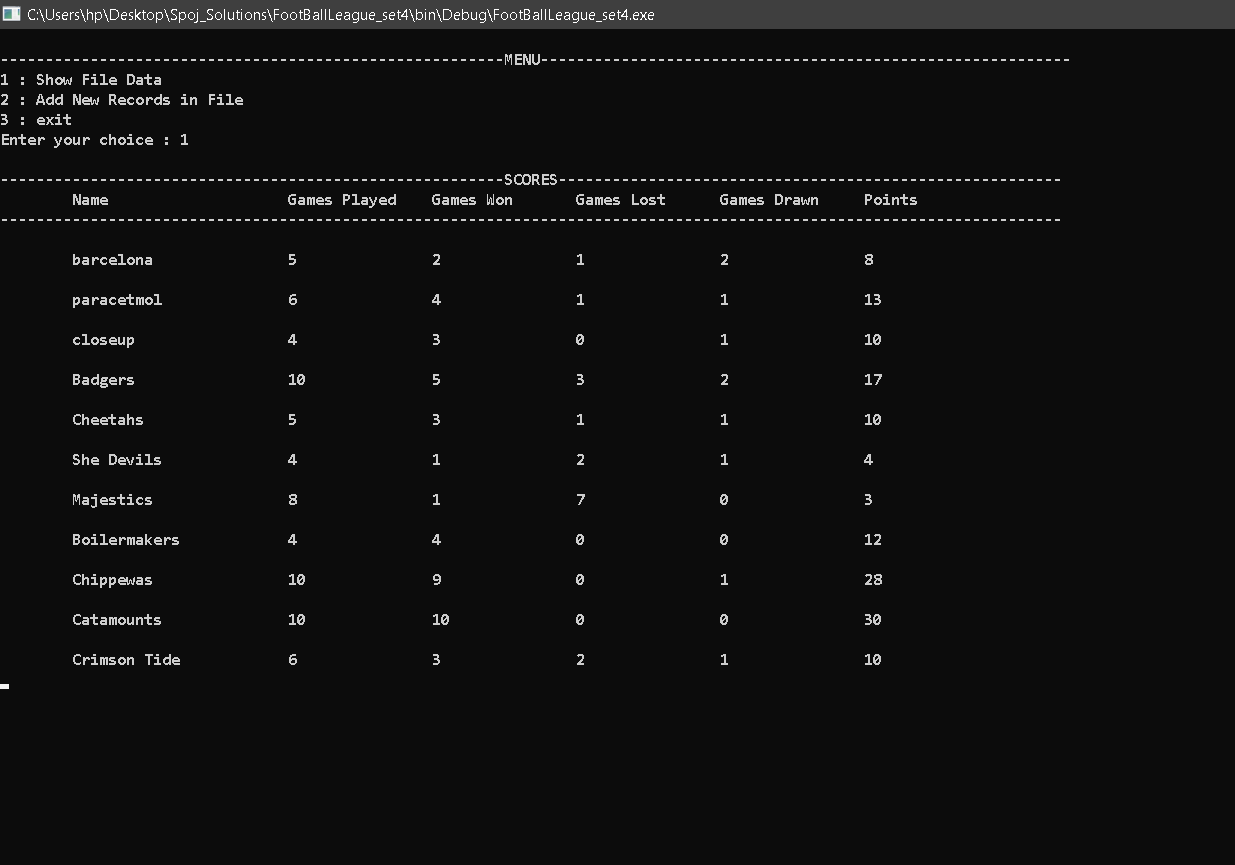 C:\Users\hp\Desktop\Spoj_Solutions\FootBallLeague_set4\bin\Debug\FootBallLeague_set4.exe
--------------------------------------------------------MENU-----------------------------------------------------------
1 : Show File Data
2 : Add New Records in File
3 : exit
Enter your choice : 1
--------------------------------------------------------SCORES--------------------------------------------------------
Name Games Played Games Won Games Lost Games Drawn Points
----------------------------------------------------------------------------------------------------------------------
barcelona 5 2 1 2 8
paracetmol 6 4 1 1 13
closeup 4 3 0 1 10
Badgers 10 5 3 2 17
Cheetahs 5 3 1 1 10
She Devils 4 1 2 1 4
Majestics 8 1 7 0 3
Boilermakers 4 4 0 0 12
Chippewas 10 9 0 1 28
Catamounts 10 10 0 0 30
Crimson Tide 6 3 2 1 10